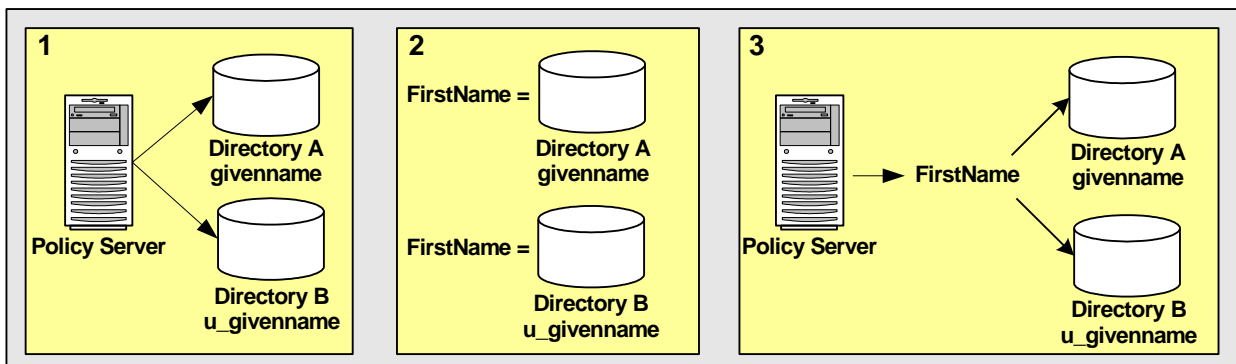 1
Directory A
givenname
Policy Server
Directory B
u_givenname
2
FirstName =
Directory A
givenname
FirstName =
Directory B
u_givenname
3
Policy Server
FirstName
Directory A
givenname
Directory B
u_givenname